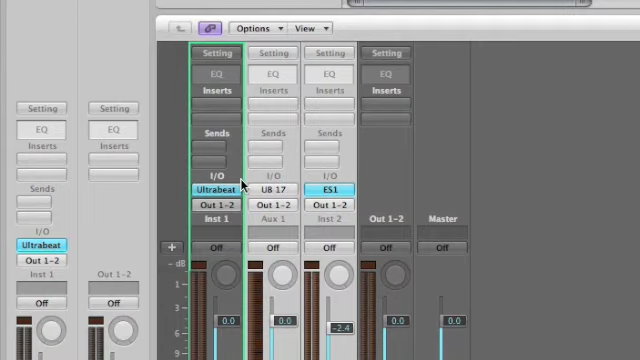 Options View
Setting Setting Setting Setting
EQ EQ EQ EQ
Inserts Inserts Inserts Inserts
Setting Setting
EQ EQ
Sends Sends Sends
Inserts Inserts
I/O I/O I/O
Sends
Ultrabeat UB 17 ES1
Out 1-2 Out 1-2 Out 1-2
Inst 1 Aux 1 Inst 2 Out 1-2 Master
I/O
Ultrabeat
Off Off Off Off Off
Out 1-2
- dB
Inst 1 Out 1-2
1
Off Off
3
0.0 0.0 -2.4 0.0 0.0
6
9